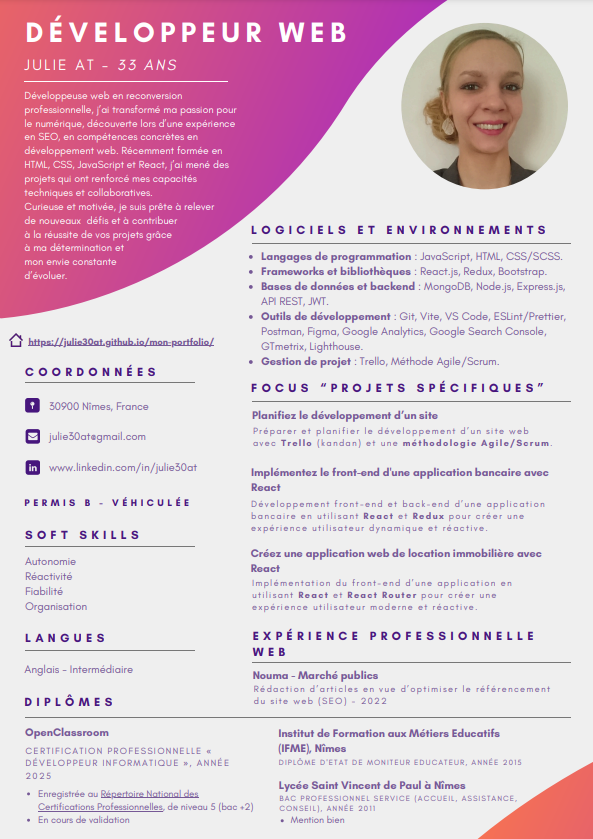 DÉVELOPPEUR WEB
JULIE AT - 33 ANS
Développeuse web en reconversion
professionnelle, j'ai transformé ma passion pour
le numérique, découverte lors d'une expérience
en SEO, en compétences concrètes en
développement web. Récemment formée en
HTML, CSS, JavaScript et React, j'ai mené des
projets qui ont renforcé mes capacités
techniques et collaboratives.
Curieuse et motivée, je suis prête à relever
de nouveaux défis et à contribuer
à la réussite de vos projets grâce
à ma détermination et
mon envie constante
d'évoluer.
https://julie30at.github.io/mon-portfolio/
COORDONNÉES
30900 Nîmes, France
julie30at@gmail.com
www.linkedin.com/in/julie30at
PERMIS B - VÉHICULÉE
SOFT SKILLS
Autonomie
Réactivité
Fiabilité
Organisation
LANGUES
Anglais - Intermédiaire
LOGICIELS ET ENVIRONNEMENTS
• Langages de programmation : JavaScript, HTML, CSS/SCSS.
• Frameworks et bibliothèques : React.js, Redux, Bootstrap.
• Bases de données et backend : MongoDB, Node.js, Express.js,
API REST, JWT.
• Outils de développement : Git, Vite, VS Code, ESLint/Prettier,
Postman, Figma, Google Analytics, Google Search Console,
GTmetrix, Lighthouse.
• Gestion de projet : Trello, Méthode Agile/Scrum.
FOCUS “PROJETS SPÉCIFIQUES”
Planifiez le développement d'un site
Préparer et planifier le développement d'un site web
avec Trello (kandan) et une méthodologie Agile/Scrum.
Implémentez le front-end d'une application bancaire avec
React
Développement front-end et back-end d'une application
bancaire en utilisant React et Redux pour créer une
expérience utilisateur dynamique et réactive.
Créez une application web de location immobilière avec
React
Implémentation du front-end d'une application en
utilisant React et React Router pour créer une
expérience utilisateur moderne et réactive.
EXPÉRIENCE PROFESSIONNELLE
WEB
Nouma - Marché publics
Rédaction d'articles en vue d'optimiser le référencement
du site web (SEO) - 2022
DIPLÔMES
OpenClassroom
CERTIFICATION PROFESSIONNELLE «
DÉVELOPPEUR INFORMATIQUE », ANNÉE
2025
• Enregistrée au Répertoire National des
Certifications Professionnelles, de niveau 5 (bac +2)
• En cours de validation
Institut de Formation aux Métiers Educatifs
(IFME), Nîmes
DIPLÔME D'ETAT DE MONITEUR EDUCATEUR, ANNÉE 2015
Lycée Saint Vincent de Paul à Nîmes
BAC PROFESSIONNEL SERVICE (ACCUEIL, ASSISTANCE,
CONSEIL), ANNÉE 2011
• Mention bien